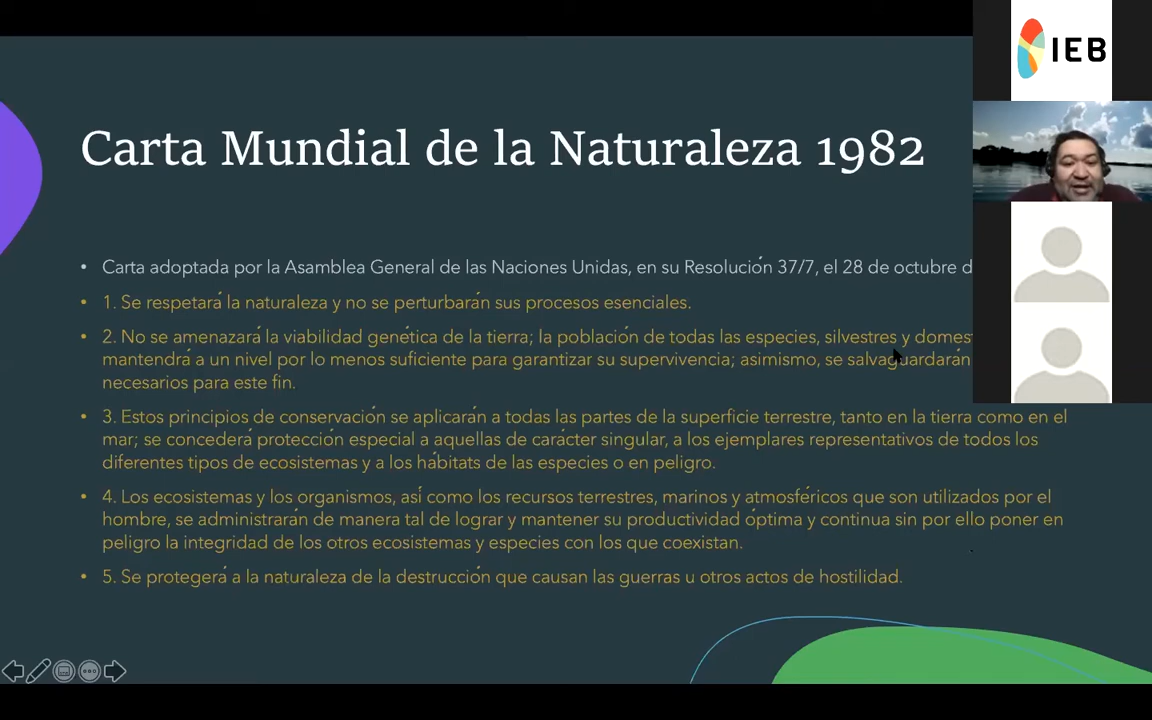 IEB
Carta Mundial de la Naturaleza 1982
• Carta adoptada por la Asamblea General de las Naciones Unidas, en su Resolución 37/7, el 28 de octubre d
• 1. Se respetará la naturaleza y no se perturbarán sus procesos esenciales.
• 2. No se amenazará la viabilidad genética de la tierra; la población de todas las especies, silvestres y domest
mantendrá a un nivel por lo menos suficiente para garantizar su supervivencia; asimismo, se salvaguardarán
necesarios para este fin.
• 3. Estos principios de conservación se aplicarán a todas las partes de la superficie terrestre, tanto en la tierra como en el
mar; se concederá protección especial a aquellas de carácter singular, a los ejemplares representativos de todos los
diferentes tipos de ecosistemas y a los hábitats de las especies o en peligro.
• 4. Los ecosistemas y los organismos, así como los recursos terrestres, marinos y atmosféricos que son utilizados por el
hombre, se administrarán de manera tal de lograr y mantener su productividad óptima y continua sin por ello poner en
peligro la integridad de los otros ecosistemas y especies con los que coexistan.
• 5. Se protegerá a la naturaleza de la destrucción que causan las guerras u otros actos de hostilidad.